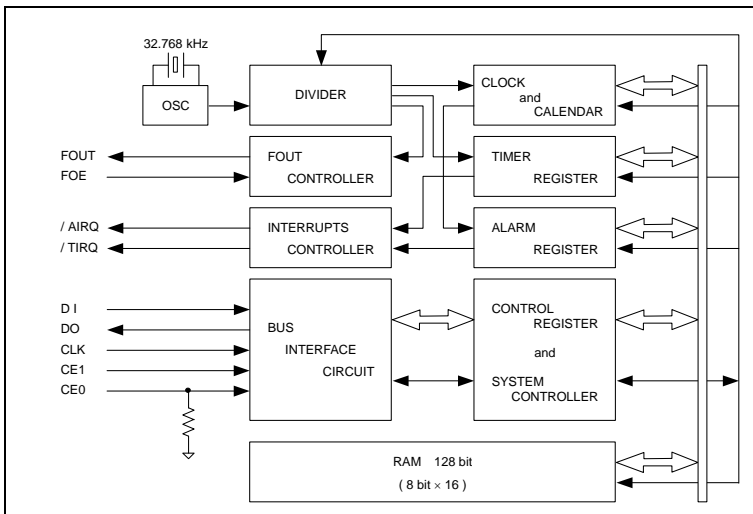 32.768 kHz
OSC
DIVIDER
CLOCK
and
CALENDAR
FOUT
FOE
FOUT
CONTROLLER
TIMER
REGISTER
/ AIRQ
/ TIRQ
INTERRUPTS
CONTROLLER
ALARM
REGISTER
D I
DO
CLK
CE1
CE0
BUS
INTERFACE
CIRCUIT
CONTROL
REGISTER
and
SYSTEM
CONTROLLER
RAM 128 bit
( 8 bit × 16 )